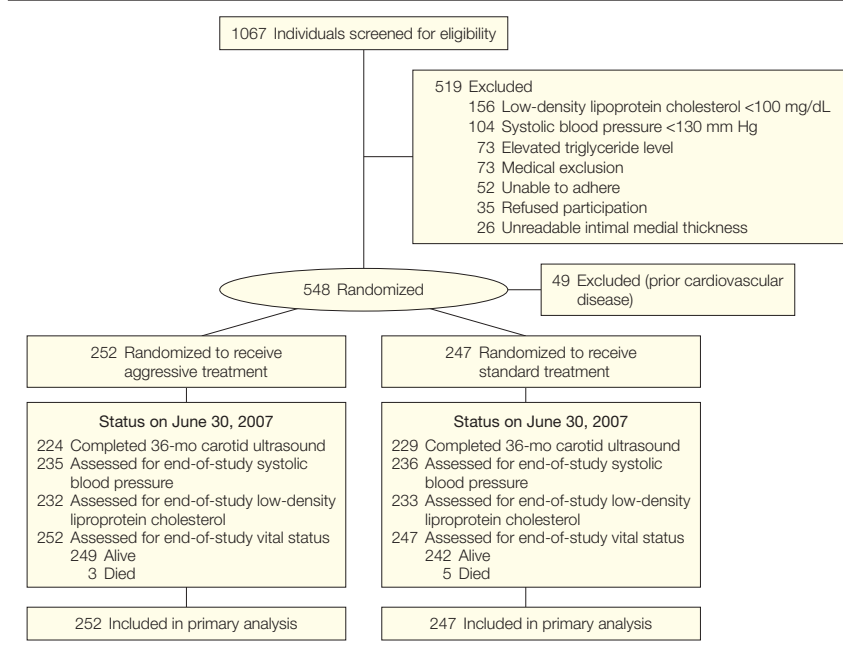 1067 Individuals screened for eligibility
519 Excluded
156 Low-density lipoprotein cholesterol <100 mg/dL
104 Systolic blood pressure <130 mm Hg
73 Elevated triglyceride level
73 Medical exclusion
52 Unable to adhere
35 Refused participation
26 Unreadable intimal medial thickness
548 Randomized
49 Excluded (prior cardiovascular
disease)
252 Randomized to receive
aggressive treatment
247 Randomized to receive
standard treatment
Status on June 30, 2007
224 Completed 36-mo carotid ultrasound
235 Assessed for end-of-study systolic
blood pressure
232 Assessed for end-of-study low-density
liproprotein cholesterol
252 Assessed for end-of-study vital status
249 Alive
3 Died
Status on June 30, 2007
229 Completed 36-mo carotid ultrasound
236 Assessed for end-of-study systolic
blood pressure
233 Assessed for end-of-study low-density
liproprotein cholesterol
247 Assessed for end-of-study vital status
242 Alive
5 Died
252 Included in primary analysis
247 Included in primary analysis